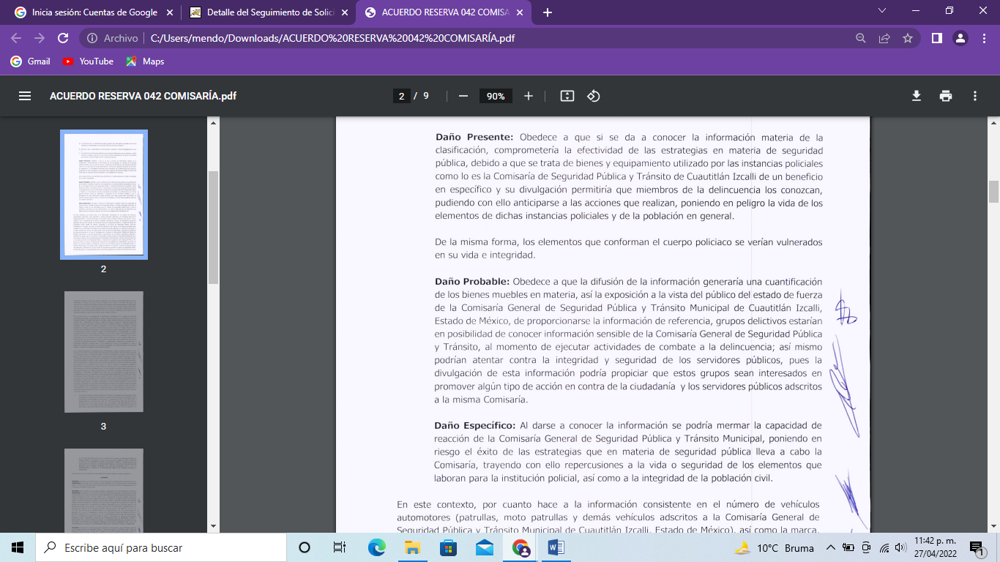 Inicia sesión: Cuentas de Google
Detalle del Seguimiento de Solici
ACUERDO RESERVA 042 COMISA
Archivo
C:/Users/mendo/Downloads/ACUERDO%20RESERVA%20042%20COMISARÍA.pdf
Gmail
YouTube
Maps
ACUERDO RESERVA 042 COMISARÍA.pdf
2 / 9
90%
2
3
Daño Presente: Obedece a que si se da a conocer la información materia de la
clasificación, comprometería la efectividad de las estrategias en materia de seguridad
pública, debido a que se trata de bienes y equipamiento utilizado por las instancias policiales
como lo es la Comisaría de Seguridad Pública y Tránsito de Cuautitlán Izcalli, en beneficio
en específico y su divulgación permitiría que miembros de la delincuencia los conozcan,
pudiendo con ello anticiparse a las acciones que realizan, poniendo en peligro la vida de los
elementos de dichas instancias policiales y de la población en general.
De la misma forma, los elementos que conforman el cuerpo policiaco se verán vulnerados
en su vida e integridad.
Daño Probable: Obedece a que la difusión de la información generaría una cuantificación
de los bienes muebles en materia, así la exposición a la vista del público del estado de fuerza
de la Comisaría General de Seguridad Pública y Tránsito Municipal de Cuautitlán Izcalli,
Estado de México, de proporcionarse la información de referencia, grupos delictivos estarían
en posibilidad de conocer información sensible de la Comisaría General de Seguridad Pública
y Tránsito, al momento de ejecutar acciones de combate a la delincuencia, así mismo
podrían atentar contra la integridad y seguridad de los servidores públicos, pues la
divulgación de esta información podría propiciar que estos grupos sean interesados en
promover algún tipo de acción en contra de la ciudadanía y los servidores públicos adscritos
a la misma Comisaría.
Daño Específico: Al darse a conocer la información se podría mermar la capacidad de
reacción de la Comisaría General de Seguridad Pública y Tránsito Municipal, poniendo en
riesgo el éxito de las estrategias que en materia de seguridad pública lleva a cabo la
Comisaría, trayendo con ello repercusiones a la vida o seguridad de los elementos que
laboran para la institución policial, así como a la integridad de la población civil.
En este contexto, por cuanto hace a la información consistente en el número de vehículos
automotores (patrullas, moto patrullas y demás vehículos adscritos a la Comisaría General de
Seguridad Pública y Tránsito Municipal de Cuautitlán Izcalli, Estado de México), así como la marca,
Escribe aquí para buscar
10°C Bruma
11:42 p. m.
27/04/2022
1